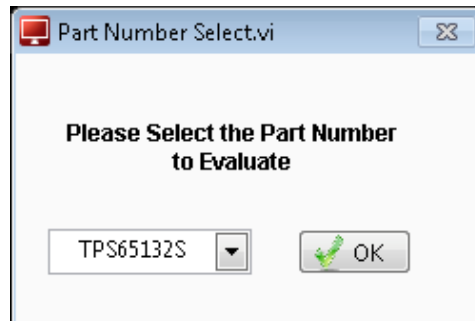 Part Number Select.vi
Please Select the Part Number
to Evaluate
TPS65132S
OK